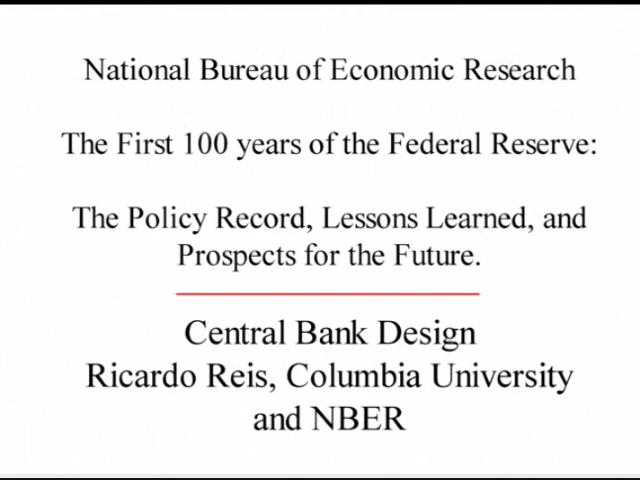 National Bureau of Economic Research
The First 100 years of the Federal Reserve:
The Policy Record, Lessons Learned, and
Prospects for the Future.
Central Bank Design
Ricardo Reis, Columbia University
and NBER